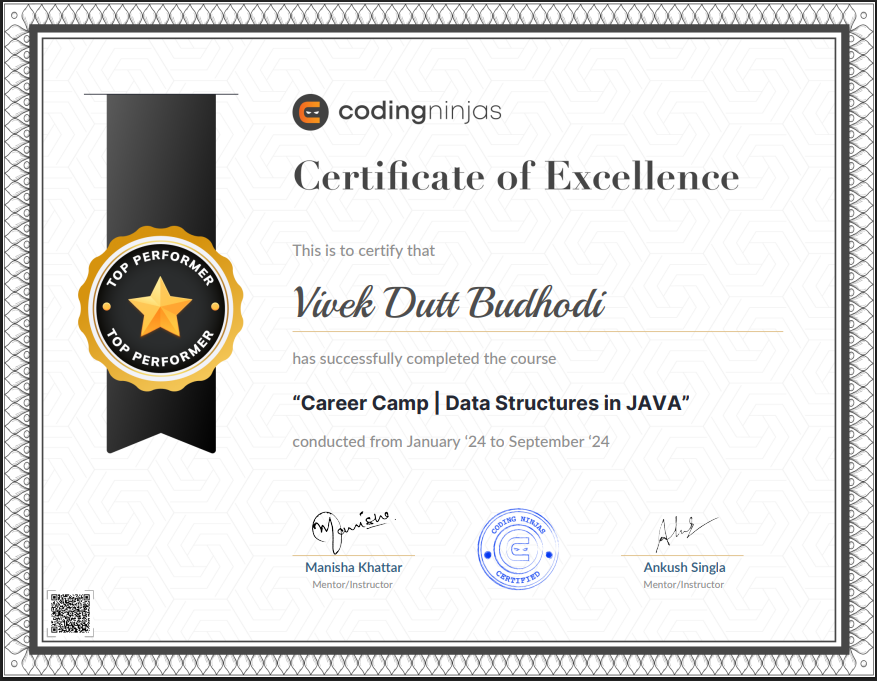 codingninjas
Certificate of Excellence
This is to certify that
Vivek Dutt Budhodi
has successfully completed the course
“Career Camp | Data Structures in JAVA”
conducted from January ‘24 to September ‘24
TOP PERFORMER
TOP PERFORMER
Manisha
CODING NINJAS
CERTIFIED
Manisha Khattar
Mentor/Instructor
Ankush Singla
Mentor/Instructor